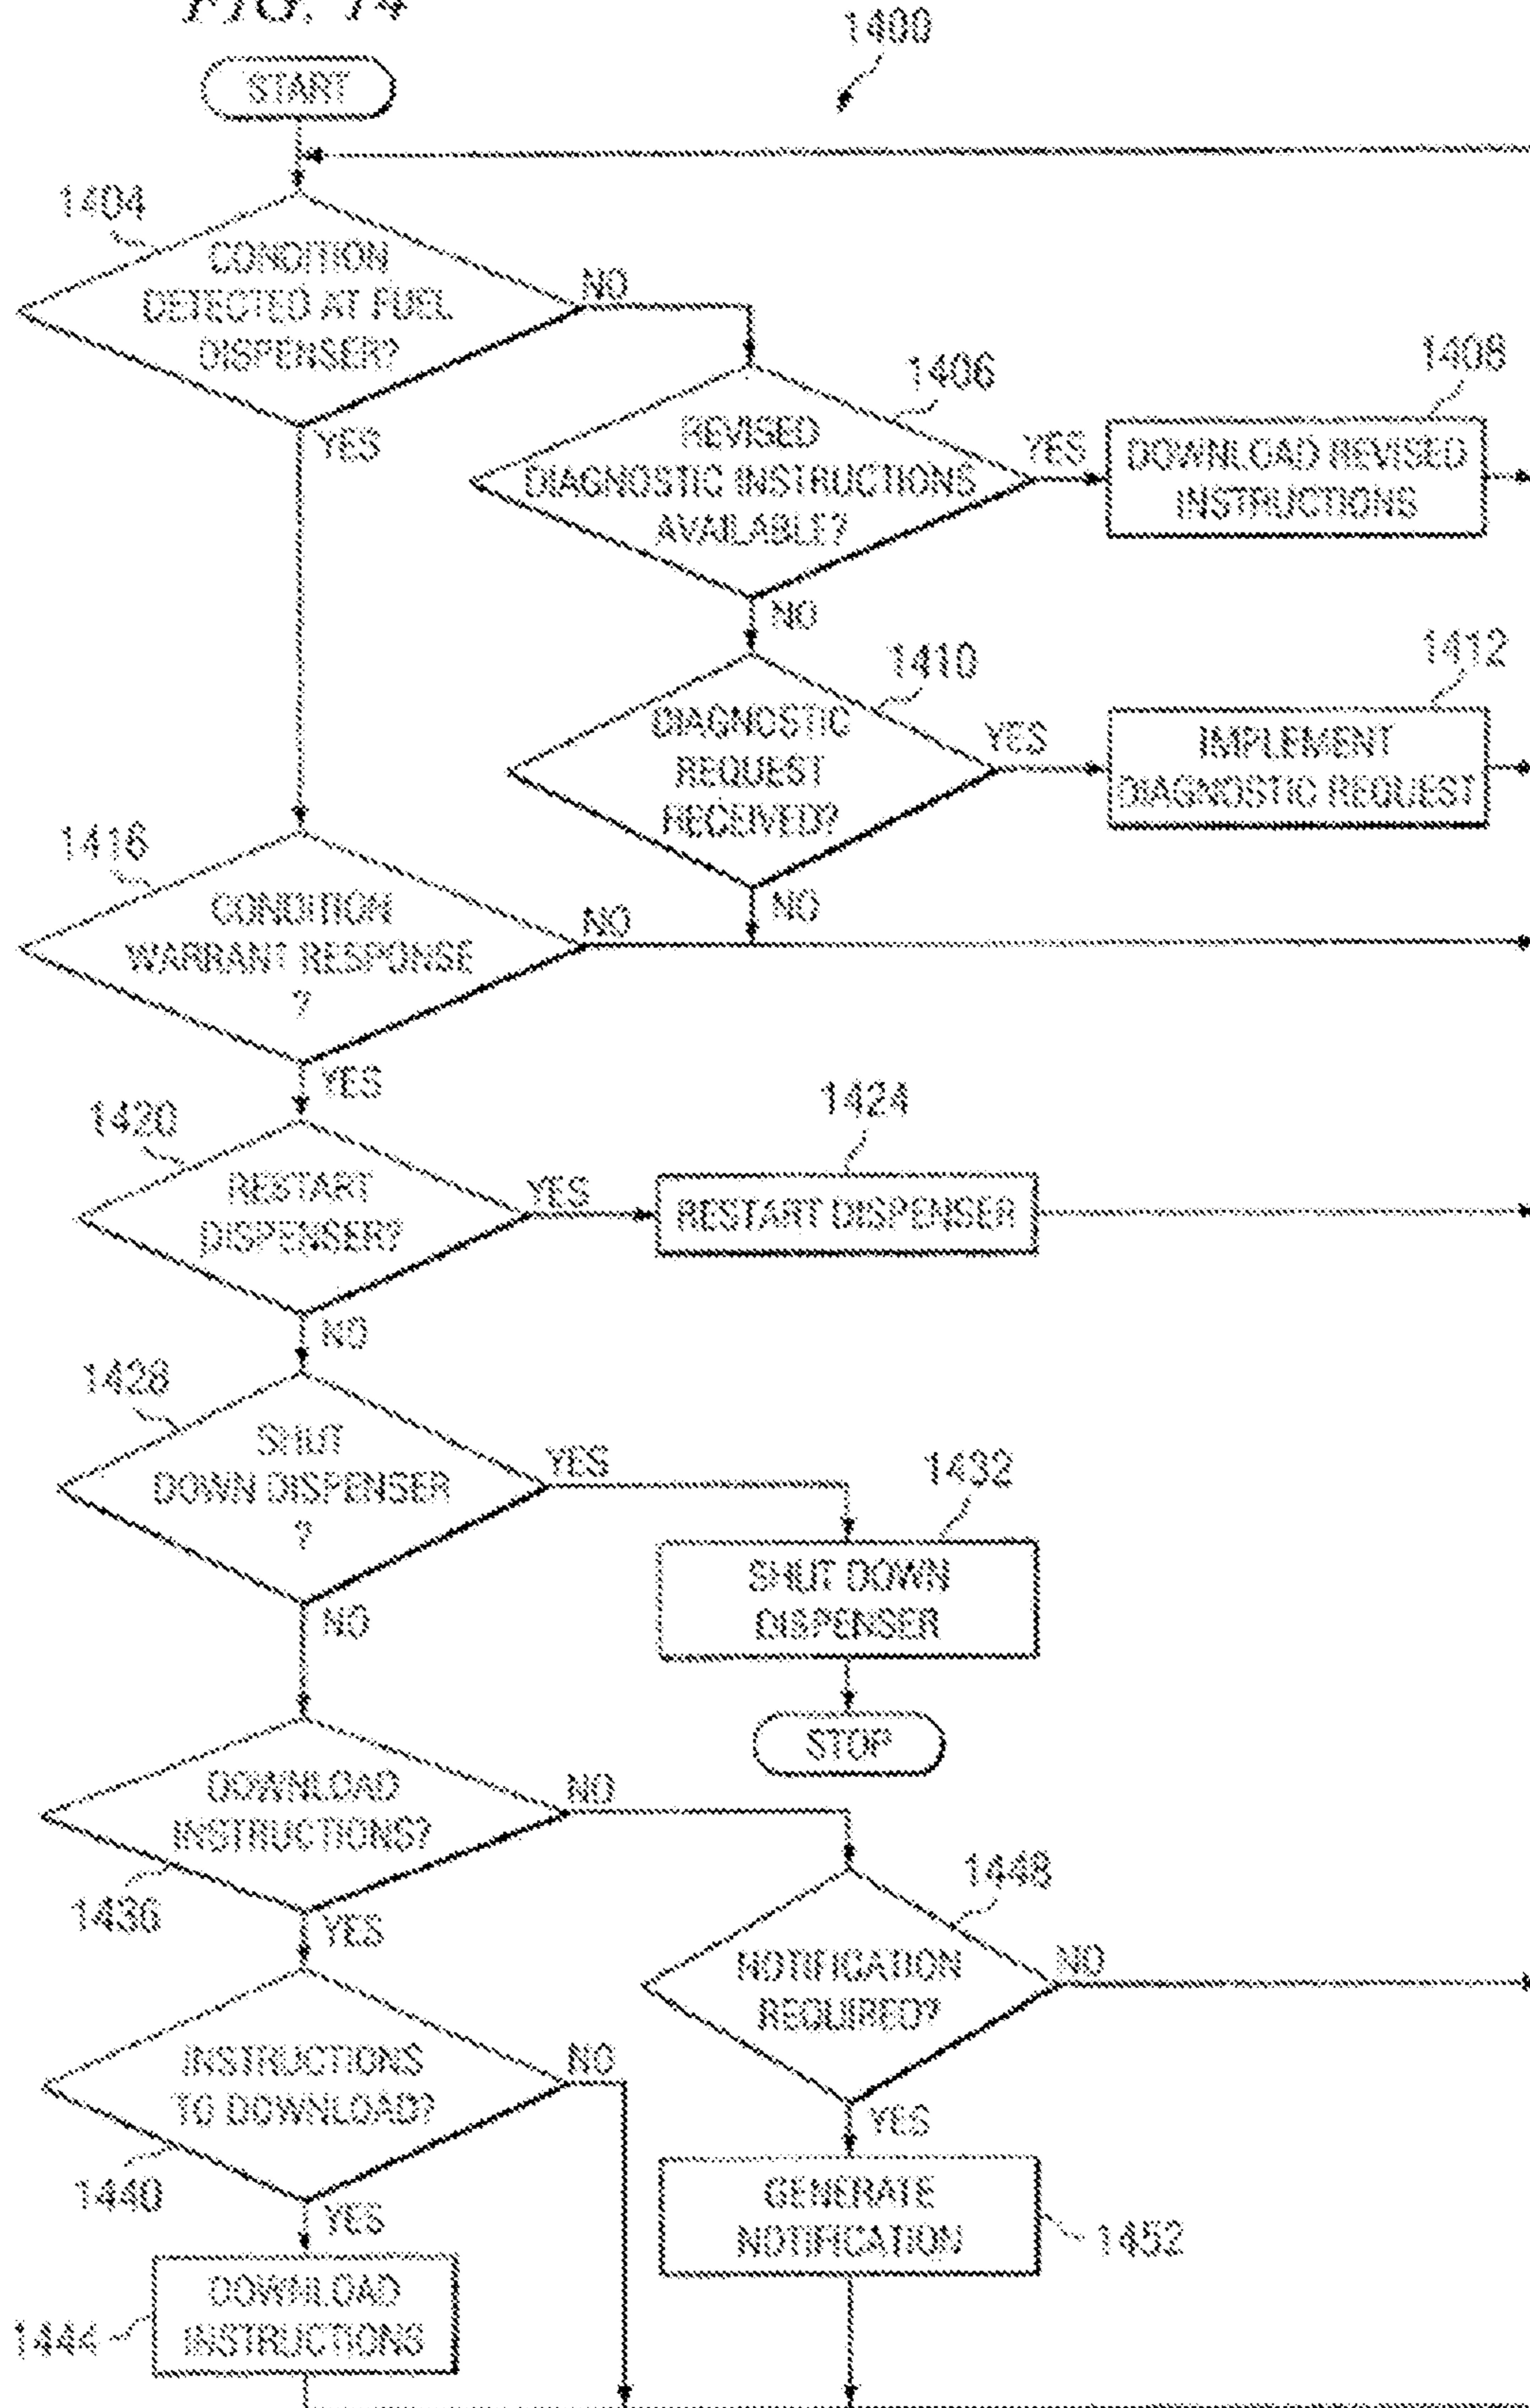 FIG. 14
1400
START
1404
CONDITION
DETECTED AT FUEL
DISPENSER?
NO
YES
1406
REVISED
DIAGNOSTIC INSTRUCTIONS
AVAILABLE?
YES
NO
1408
DOWNLOAD REVISED
INSTRUCTIONS
1410
DIAGNOSTIC
REQUEST
RECEIVED?
YES
NO
1412
IMPLEMENT
DIAGNOSTIC REQUEST
1416
CONDITION
WARRANT RESPONSE
?
NO
YES
1420
RESTART
DISPENSER?
YES
NO
1424
RESTART DISPENSER
1428
SHUT
DOWN DISPENSER
?
YES
NO
1432
SHUT DOWN
DISPENSER
STOP
DOWNLOAD
INSTRUCTIONS?
NO
1436
YES
1448
NOTIFICATION
REQUIRED?
NO
YES
INSTRUCTIONS
TO DOWNLOAD?
NO
1440
YES
GENERATE
NOTIFICATION
1452
DOWNLOAD
INSTRUCTIONS
1444